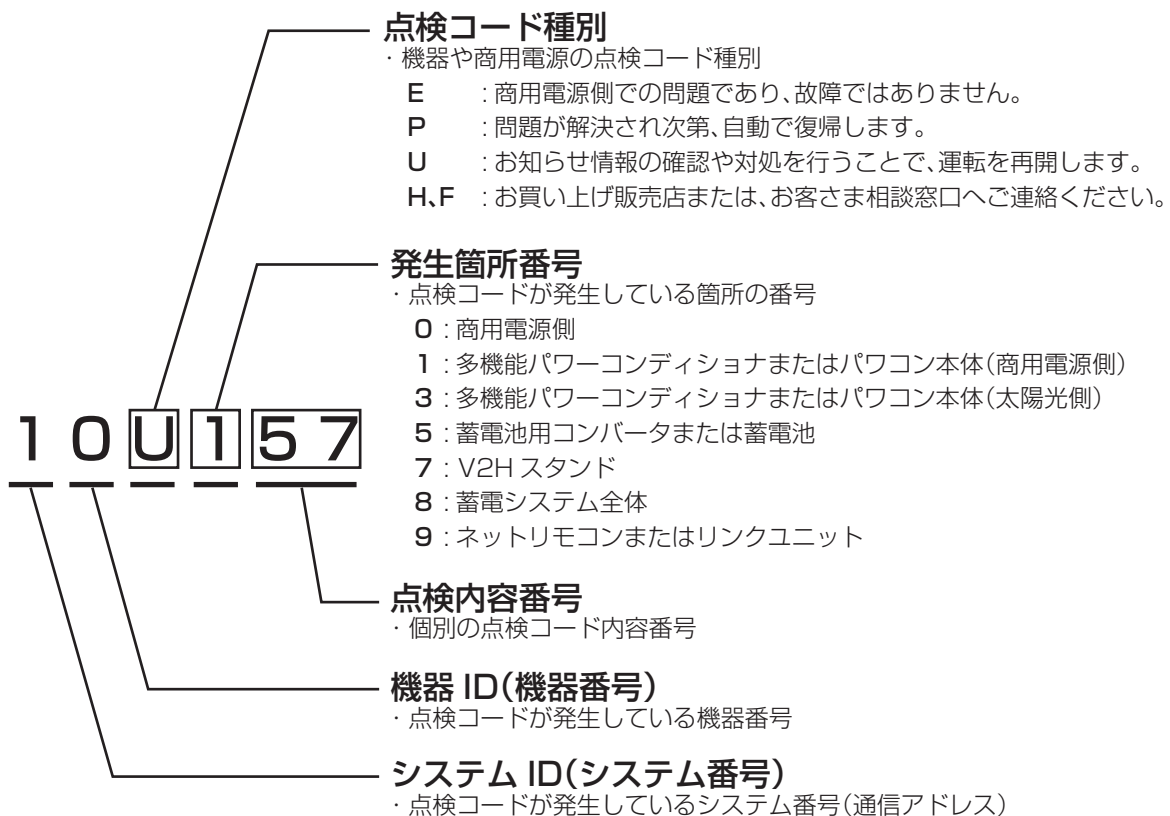 点検コード種別
・機器や商用電源の点検コード種別
E : 商用電源側での問題であり、故障ではありません。
P : 問題が解決され次第、自動で復帰します。
U : お知らせ情報の確認や対処を行うことで、運転を再開します。
H、F : お買い上げ販売店または、お客さま相談窓口へご連絡ください。
発生箇所番号
・点検コードが発生している箇所の番号
0 : 商用電源側
1 : 多機能パワーコンディショナまたはパワコン本体(商用電源側)
3 : 多機能パワーコンディショナまたはパワコン本体(太陽光側)
5 : 蓄電池用コンバータまたは蓄電池
7 : V2H スタンド
8 : 蓄電システム全体
9 : ネットリモコンまたはリンクユニット
1 0 U 1 5 7
点検内容番号
・個別の点検コード内容番号
機器 ID(機器番号)
・点検コードが発生している機器番号
システム ID(システム番号)
・点検コードが発生しているシステム番号(通信アドレス)